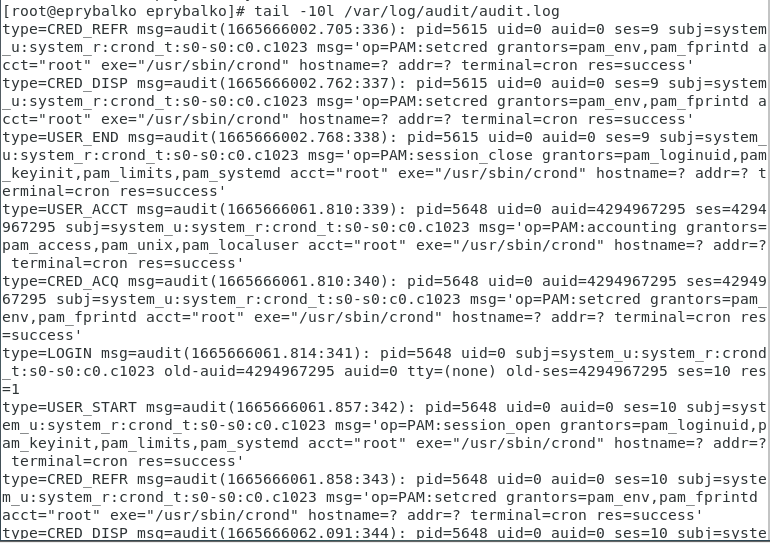 [root@eprybalko eprybalko]# tail -10l /var/log/audit/audit.log
type=CRED_REFR msg=audit(1665666002.705:336): pid=5615 uid=0 auid=0 ses=9 subj=system
_u:system_r:crond_t:s0-s0:c0.c1023 msg='op=PAM:setcred grantors=pam_env,pam_fprintd a
cct="root" exe="/usr/sbin/crond" hostname=? addr=? terminal=cron res=success'
type=CRED_DISP msg=audit(1665666002.762:337): pid=5615 uid=0 auid=0 ses=9 subj=system
_u:system_r:crond_t:s0-s0:c0.c1023 msg='op=PAM:setcred grantors=pam_env,pam_fprintd a
cct="root" exe="/usr/sbin/crond" hostname=? addr=? terminal=cron res=success'
type=USER_END msg=audit(1665666002.768:338): pid=5615 uid=0 auid=0 ses=9 subj=system_
u:system_r:crond_t:s0-s0:c0.c1023 msg='op=PAM:session_close grantors=pam_loginuid,pam
_keyinit,pam_limits,pam_systemd acct="root" exe="/usr/sbin/crond" hostname=? addr=? t
erminal=cron res=success'
type=USER_ACCT msg=audit(1665666061.810:339): pid=5648 uid=0 auid=4294967295 ses=4294
967295 subj=system_u:system_r:crond_t:s0-s0:c0.c1023 msg='op=PAM:accounting grantors=
pam_access,pam_unix,pam_localuser acct="root" exe="/usr/sbin/crond" hostname=? addr=?
 terminal=cron res=success'
type=CRED_ACQ msg=audit(1665666061.810:340): pid=5648 uid=0 auid=4294967295 ses=42949
67295 subj=system_u:system_r:crond_t:s0-s0:c0.c1023 msg='op=PAM:setcred grantors=pam_
env,pam_fprintd acct="root" exe="/usr/sbin/crond" hostname=? addr=? terminal=cron res
=success'
type=LOGIN msg=audit(1665666061.814:341): pid=5648 uid=0 subj=system_u:system_r:crond
_t:s0-s0:c0.c1023 old-auid=4294967295 auid=0 tty=(none) old-ses=4294967295 ses=10 res
=1
type=USER_START msg=audit(1665666061.857:342): pid=5648 uid=0 auid=0 ses=10 subj=syst
em_u:system_r:crond_t:s0-s0:c0.c1023 msg='op=PAM:session_open grantors=pam_loginuid,p
am_keyinit,pam_limits,pam_systemd acct="root" exe="/usr/sbin/crond" hostname=? addr=?
 terminal=cron res=success'
type=CRED_REFR msg=audit(1665666061.858:343): pid=5648 uid=0 auid=0 ses=10 subj=syste
m_u:system_r:crond_t:s0-s0:c0.c1023 msg='op=PAM:setcred grantors=pam_env,pam_fprintd 
acct="root" exe="/usr/sbin/crond" hostname=? addr=? terminal=cron res=success'
type=CRED_DISP msg=audit(1665666062.091:344): pid=5648 uid=0 auid=0 ses=10 subj=syste